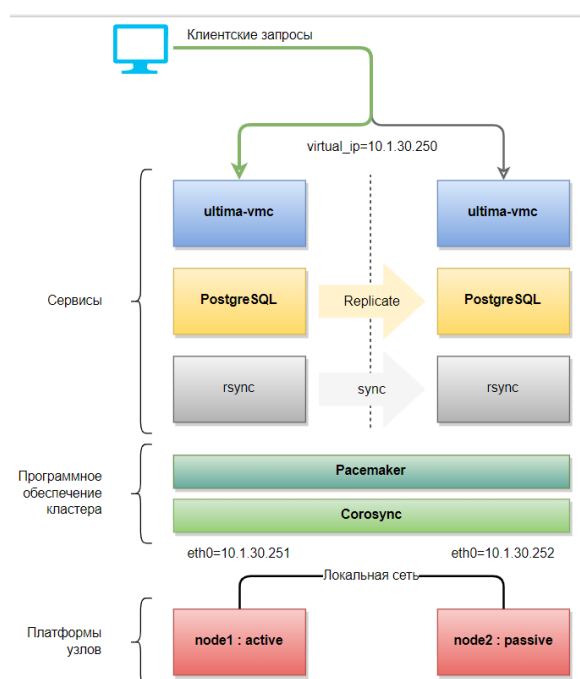 Клиентские запросы
virtual_ip=10.1.30.250
ultima-vmc
ultima-vmc
Сервисы
PostgreSQL
Replicate
PostgreSQL
rsync
sync
rsync
Программное
обеспечение
кластера
Pacemaker
Corosync
eth0=10.1.30.251
eth0=10.1.30.252
Локальная сеть
Платформы
узлов
node1 : active
node2 : passive